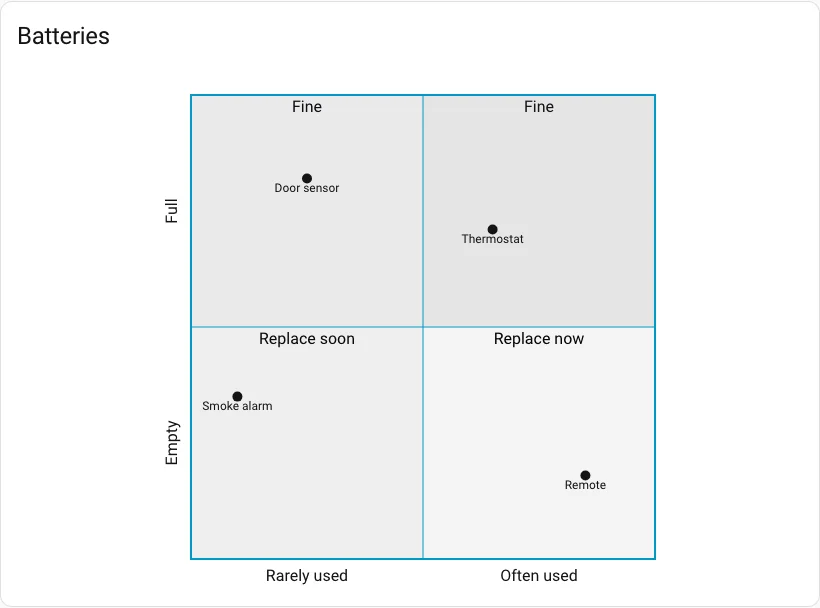 Batteries
Fine
Fine
Door sensor
Full
Thermostat
Replace soon
Replace now
Smoke alarm
Empty
Remote
Rarely used
Often used